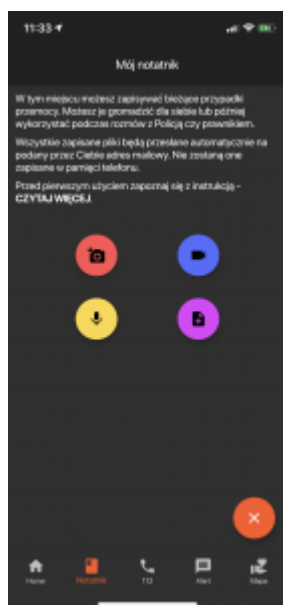 11:33
Mój notatnik
W tym miejscu możesz zapisywać bieżące przypadki
przemocy. Możesz je gromadzić dla siebie lub później
wykorzystać podczas rozmów z Policją czy prawnikiem.
Wszystkie zapisane pliki będą przesłane automatycznie na
podany przez Ciebie adres mailowy. Nie zostaną one
zapisane w pamięci telefonu.
Przed pierwszym użyciem zapoznaj się z instrukcją -
CZYTAJ WIĘCEJ.
Home Notatnik 112 Alert Mapa